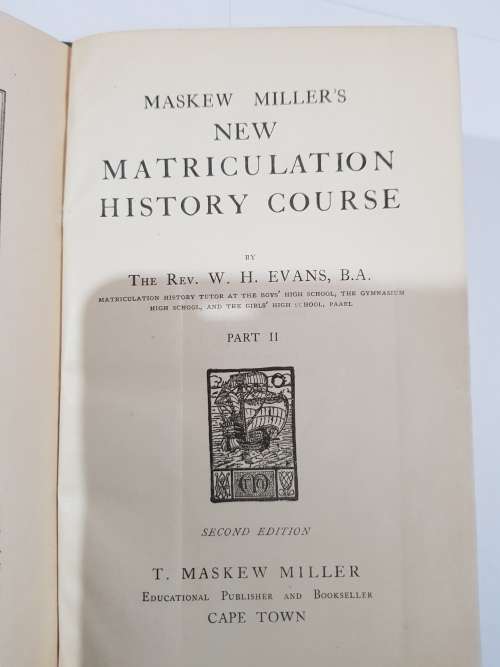 MASKEW MILLER'S
NEW
MATRICULATION
HISTORY COURSE
BY
THE REV. W. H. EVANS, B.A.
MATRICULATION HISTORY TUTOR AT THE BOYS' HIGH SCHOOL, THE GYMNASIUM
HIGH SCHOOL, AND THE GIRLS' HIGH SCHOOL, PAARL
PART II
SECOND EDITION
T. MASKEW MILLER
EDUCATIONAL PUBLISHER AND BOOKSELLER
CAPE TOWN